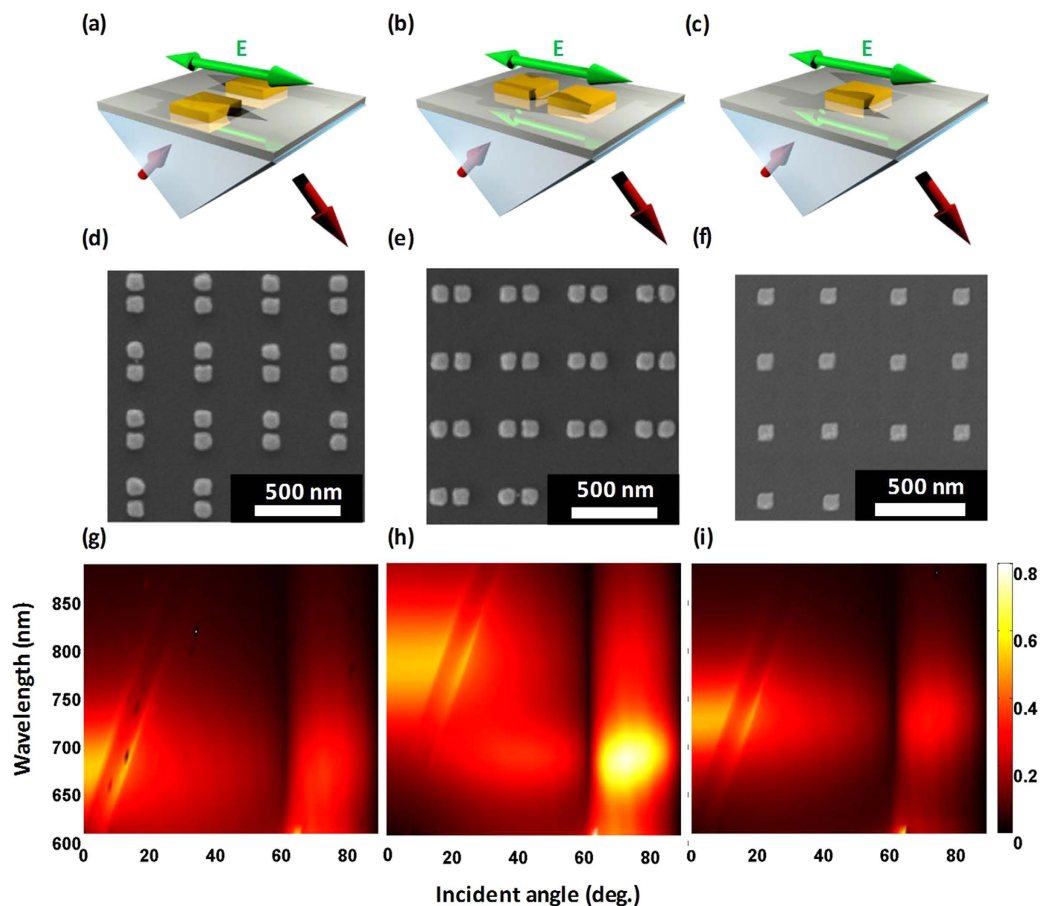 (a) (b) (c)
E E E
(d) (e) (f)
500 nm 500 nm 500 nm
(g) (h) (i)
Wavelength (nm)
850
800
750
700
650
600
0 20 40 60 80 0 20 40 60 80 0 20 40 60 80
0.8
0.6
0.4
0.2
0
Incident angle (deg.)